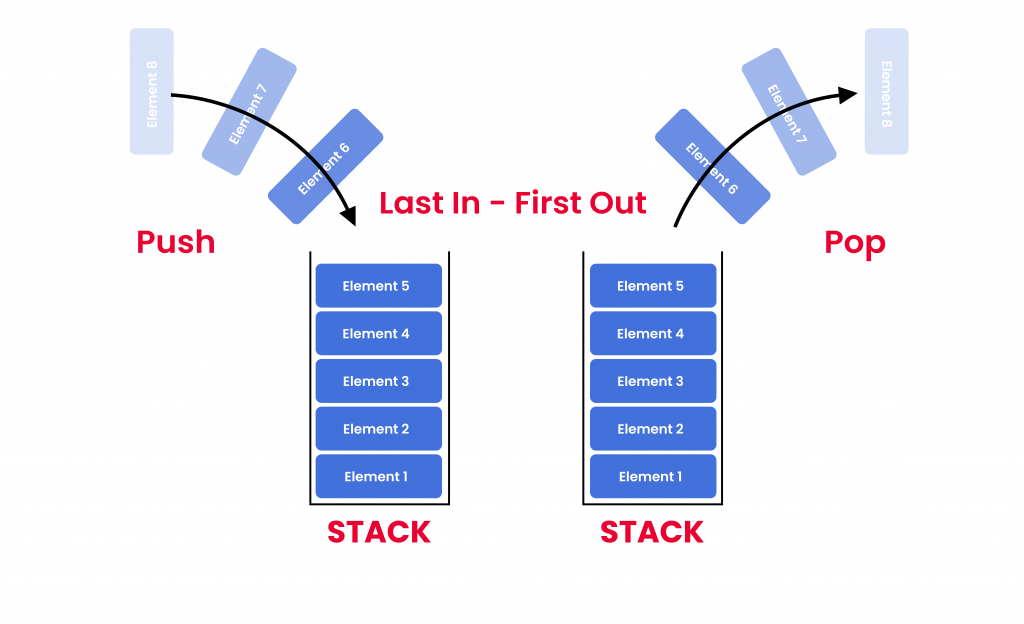 Element 8
Element 7
Element 6
Push
Last In - First Out
Element 6
Element 7
Element 8
Pop
Element 5
Element 4
Element 3
Element 2
Element 1
STACK
Element 5
Element 4
Element 3
Element 2
Element 1
STACK